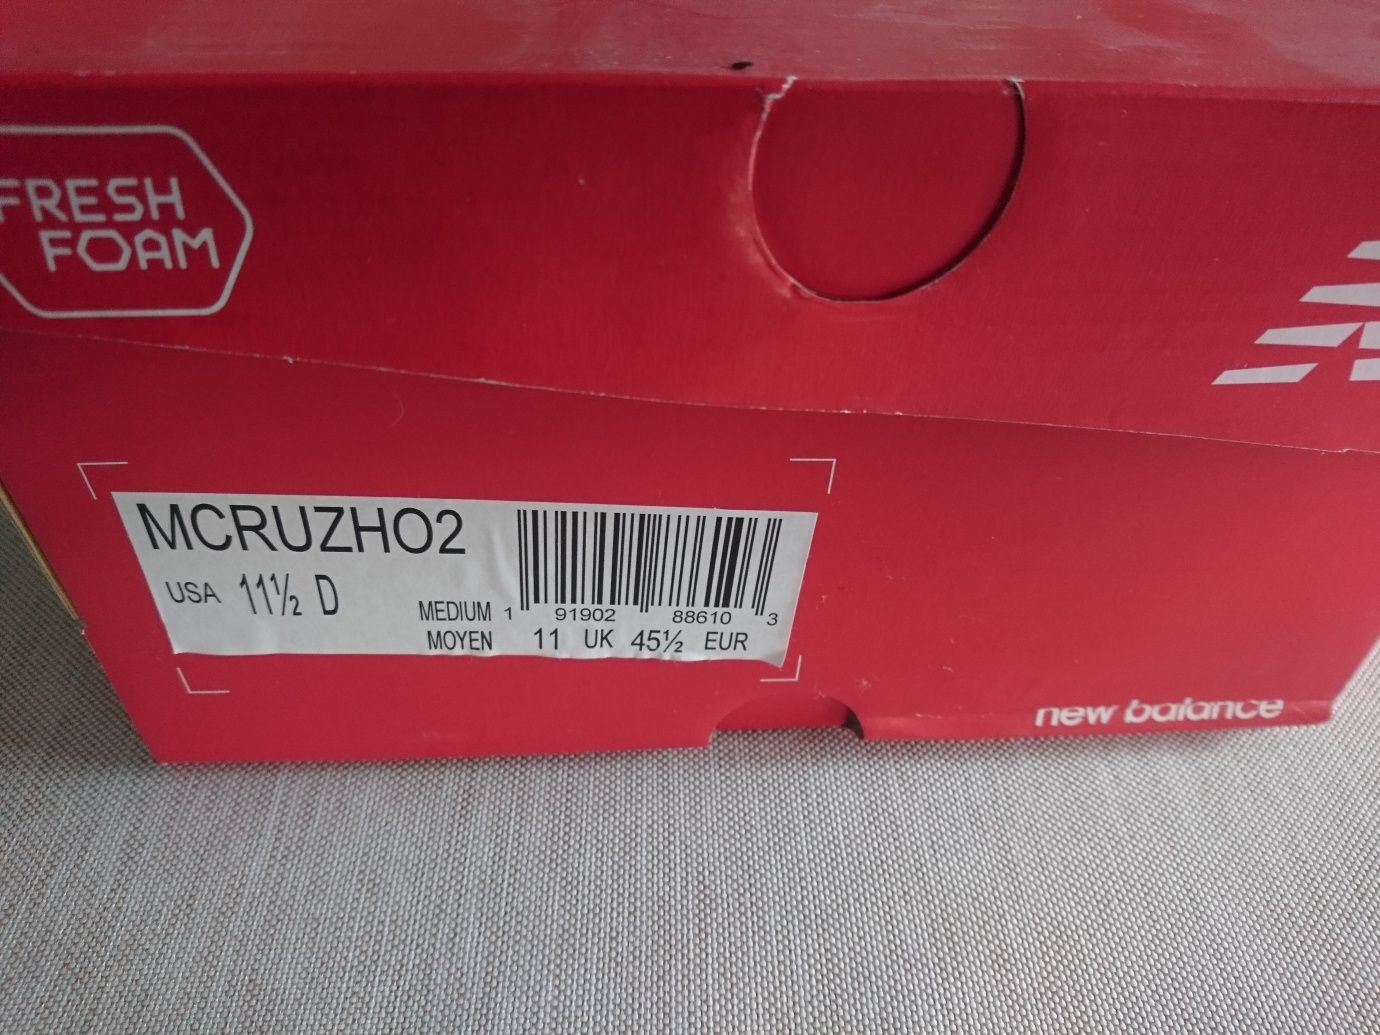 FRESH
FOAM
MCRUZHO2
USA 11½ D
MEDIUM 1 91902 88610 3
MOYEN 11 UK 45½ EUR
new balance